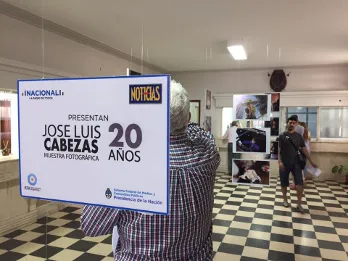 ¡NACIONAL!
NOTICIAS
PRESENTAN
JOSE LUIS
CABEZAS
20
AÑOS
MUESTRA FOTOGRÁFICA
Presidencia de la Nación